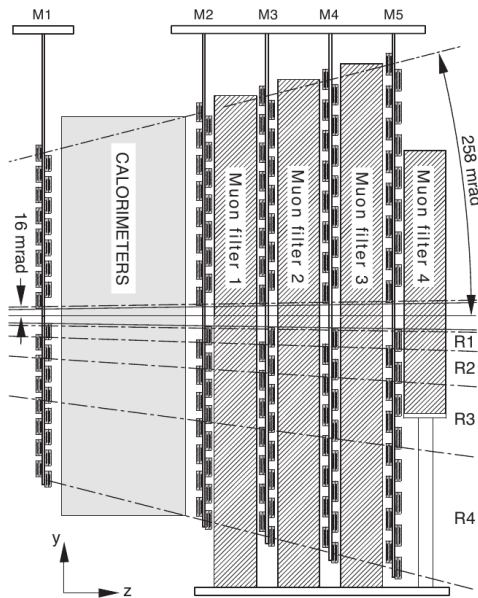 M1
M2
M3
M4
M5
CALORIMETERS
Muon filter 1
Muon filter 2
Muon filter 3
Muon filter 4
258 mrad
16 mrad
R1
R2
R3
R4
y
z